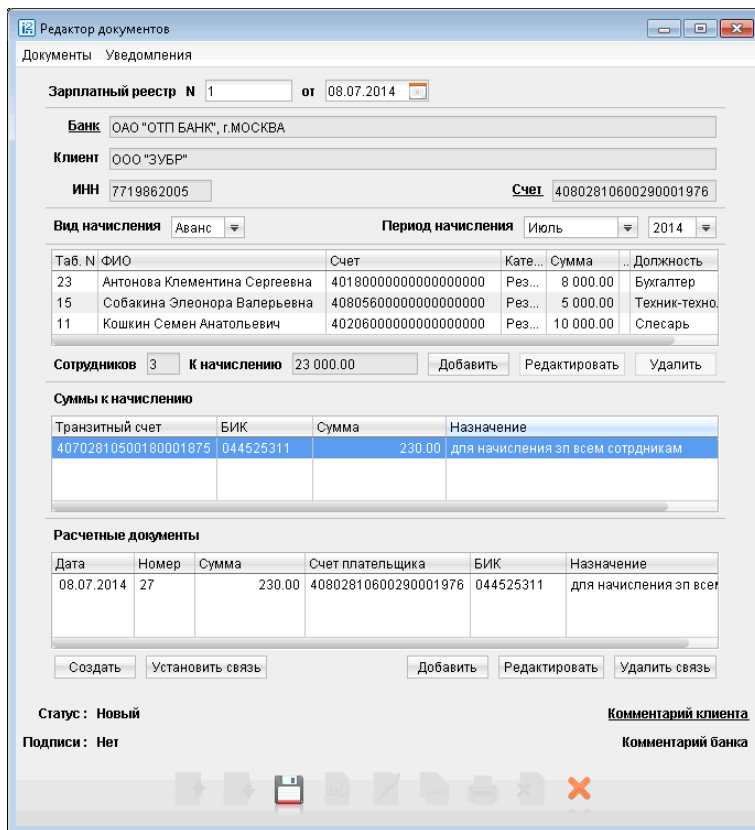 Редактор документов
Документы Уведомления
Зарплатный реестр N 1 от 08.07.2014
Банк ОАО "ОТП БАНК", г.МОСКВА
Клиент ООО "ЗУБР"
ИНН 7719862005 Счет 40802810600290001976
Вид начисления Аванс Период начисления Июль 2014
Таб. N ФИО Счет Кате... Сумма .. Должность
23 Антонова Клементина Сергеевна 40180000000000000000 Рез... 8 000.00 Бухгалтер
15 Собакина Элеонора Валерьевна 40805600000000000000 Рез... 5 000.00 Техник-техно.
11 Кошкин Семен Анатольевич 40206000000000000000 Рез... 10 000.00 Слесарь
Сотрудников 3 К начислению 23 000.00 Добавить Редактировать Удалить
Суммы к начислению
Транзитный счет БИК Сумма Назначение
40702810500180001875 044525311 230.00 для начисления зп всем сотрдникам
Расчетные документы
Дата Номер Сумма Счет плательщика БИК Назначение
08.07.2014 27 230.00 40802810600290001976 044525311 для начисления зп всем
Создать Установить связь Добавить Редактировать Удалить связь
Статус : Новый Комментарий клиента
Подписи : Нет Комментарий банка